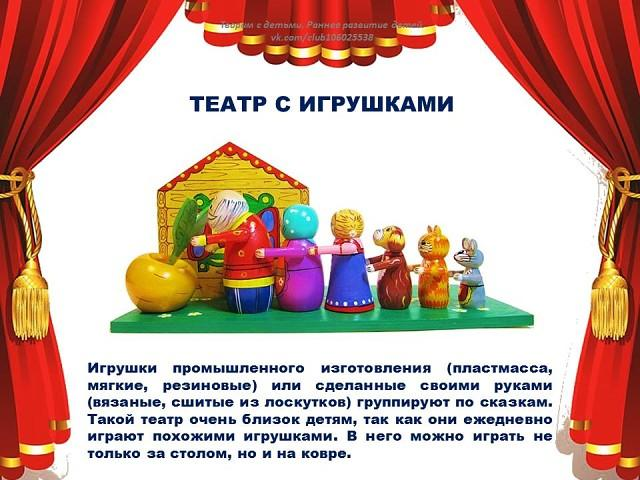 Творим с детьми. Раннее развитие детей
vk.com/club106025538
ТЕАТР С ИГРУШКАМИ
Игрушки промышленного изготовления (пластмасса,
мягкие, резиновые) или сделанные своими руками
(вязаные, сшитые из лоскутков) группируют по сказкам.
Такой театр очень близок детям, так как они ежедневно
играют похожими игрушками. В него можно играть не
только за столом, но и на ковре.